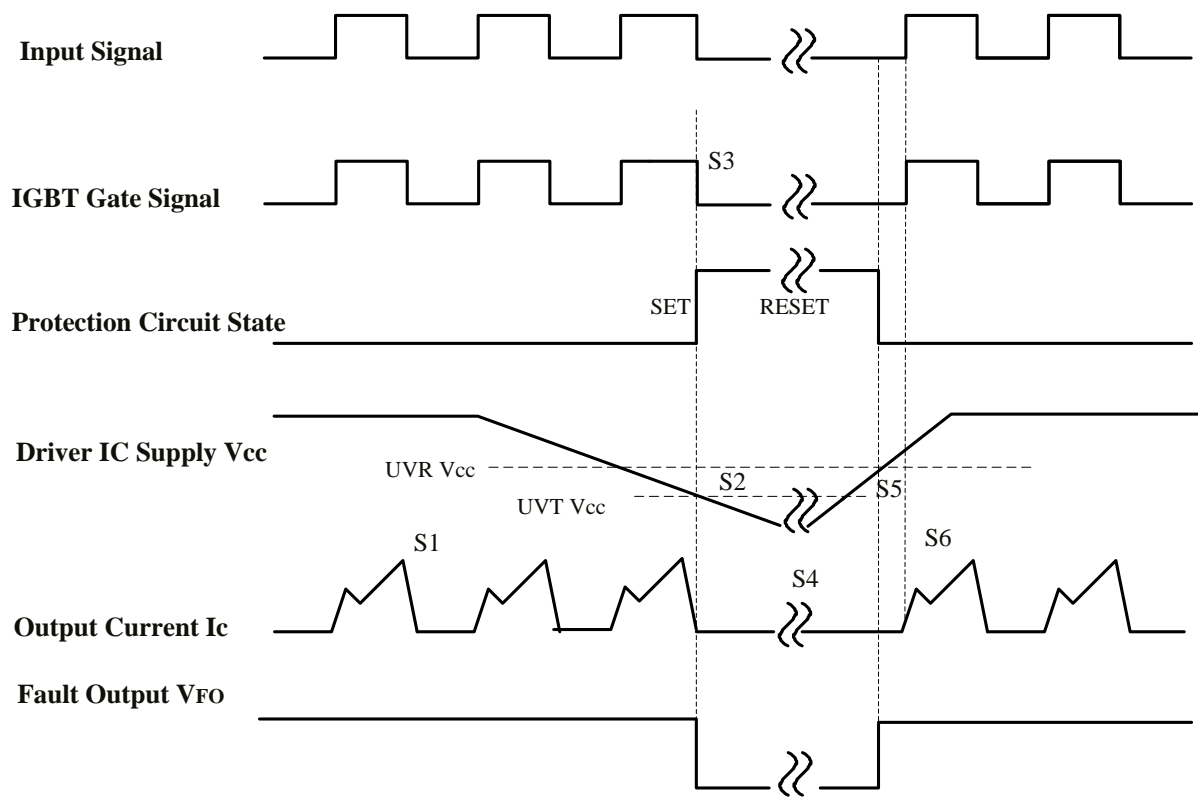 Input Signal
S3
IGBT Gate Signal
SET
RESET
Protection Circuit State
Driver IC Supply Vcc
UVR Vcc
S2
S5
UVT Vcc
S1
S6
S4
Output Current Ic
Fault Output VFO